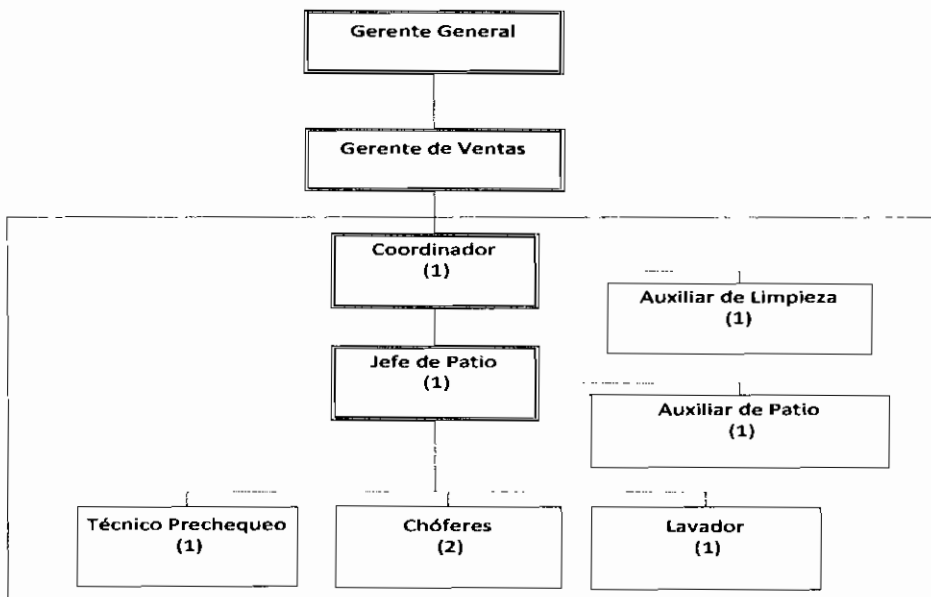 Gerente General
Gerente de Ventas
Coordinador
(1)
Auxiliar de Limpieza
(1)
Jefe de Patio
(1)
Auxiliar de Patio
(1)
Técnico Prechequeo
(1)
Chóferes
(2)
Lavador
(1)